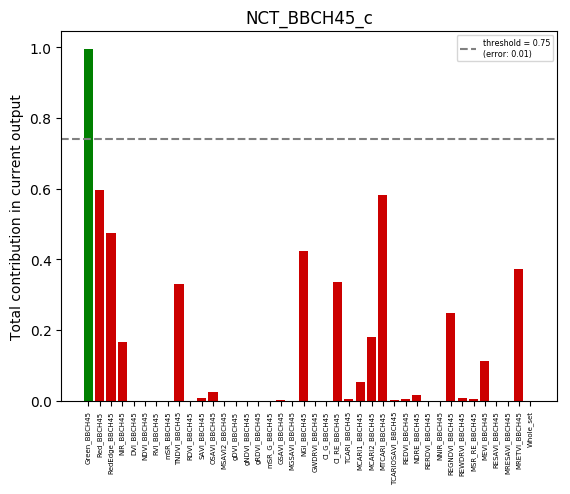 NCT_BBCH45_c
threshold = 0.75
(error: 0.01)
Total contribution in current output
1.0
0.8
0.6
0.4
0.2
0.0
Green_BBCH45
Red_BBCH45
RedEdge_BBCH45
NIR_BBCH45
DVI_BBCH45
NDVI_BBCH45
RVI_BBCH45
mSR_BBCH45
TNDVI_BBCH45
RDVI_BBCH45
SAVI_BBCH45
OSAVI_BBCH45
MSAVI2_BBCH45
gDVI_BBCH45
gNDVI_BBCH45
gRDVI_BBCH45
mSR_G_BBCH45
GSAVI_BBCH45
MGSAVI_BBCH45
NGI_BBCH45
GWDRVI_BBCH45
CI_G_BBCH45
CI_RE_BBCH45
TCARI_BBCH45
MCARI1_BBCH45
MCARI2_BBCH45
MTCARI_BBCH45
TCARIOSAVI_BBCH45
REDVI_BBCH45
NDRE_BBCH45
RERDVI_BBCH45
NNIR_BBCH45
REGNDVI_BBCH45
REWDRVI_BBCH45
MSR_RE_BBCH45
MEVI_BBCH45
RESAVI_BBCH45
MRESAVI_BBCH45
MRETVI_BBCH45
Whole_set